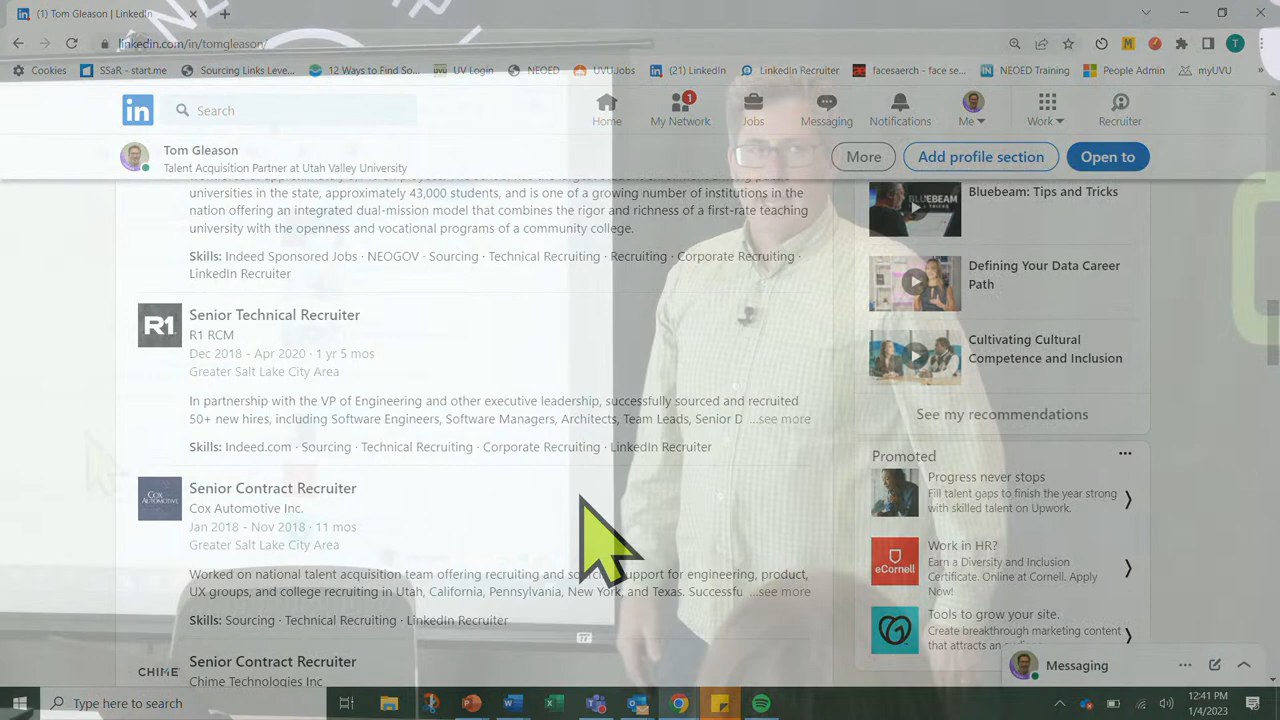 (1) Tom Gleason | LinkedIn
linkedin.com/in/tomgleason/
Cookies
SSaR - start.me
Sourcing Links Leve...
12 Ways to Find So...
UV Login
NEOED
UVU Jobs
(21) LinkedIn
LinkedIn Recruiter
facesaerch - face se...
NEOED Training
People Admin
myUVU
Search
Home
My Network
1
Jobs
Messaging
Notifications
Me
Work
Recruiter
Tom Gleason
Talent Acquisition Partner at Utah Valley University
More
Add profile section
Open to
universities in the state, approximately 43,000 students, and is one of a growing number of institutions in the
nation offering an integrated dual-mission model that combines the rigor and richness of a first-rate teaching
university with the openness and vocational programs of a community college.
Skills: Indeed Sponsored Jobs · NEOGOV · Sourcing · Technical Recruiting · Recruiting · Corporate Recruiting ·
LinkedIn Recruiter
R1
Senior Technical Recruiter
R1 RCM
Dec 2018 - Apr 2020 · 1 yr 5 mos
Greater Salt Lake City Area
In partnership with the VP of Engineering and other executive leadership, successfully sourced and recruited
50+ new hires, including Software Engineers, Software Managers, Architects, Team Leads, Senior D ...see more
Skills: Indeed.com · Sourcing · Technical Recruiting · Corporate Recruiting · LinkedIn Recruiter
COX AUTOMOTIVE
Senior Contract Recruiter
Cox Automotive Inc.
Jan 2018 - Nov 2018 · 11 mos
Greater Salt Lake City Area
Worked on national talent acquisition team offering recruiting and support for engineering, product,
UX groups, and college recruiting in Utah, California, Pennsylvania, New York, and Texas. Successfu ...see more
Skills: Sourcing · Technical Recruiting · LinkedIn Recruiter
CHIME
Senior Contract Recruiter
Chime Technologies Inc
BLUEBEAM
Bluebeam: Tips and Tricks
Defining Your Data Career
Path
Cultivating Cultural
Competence and Inclusion
See my recommendations
Promoted
Progress never stops
Fill talent gaps to finish the year strong
with skilled talent on Upwork.
eCornell
Work in HR?
Earn a Diversity and Inclusion
Certificate. Online at Cornell. Apply
Now!
Tools to grow your site.
Create breakthrough marketing content
that attracts an
Messaging
Type here to search
12:41 PM
1/4/2023